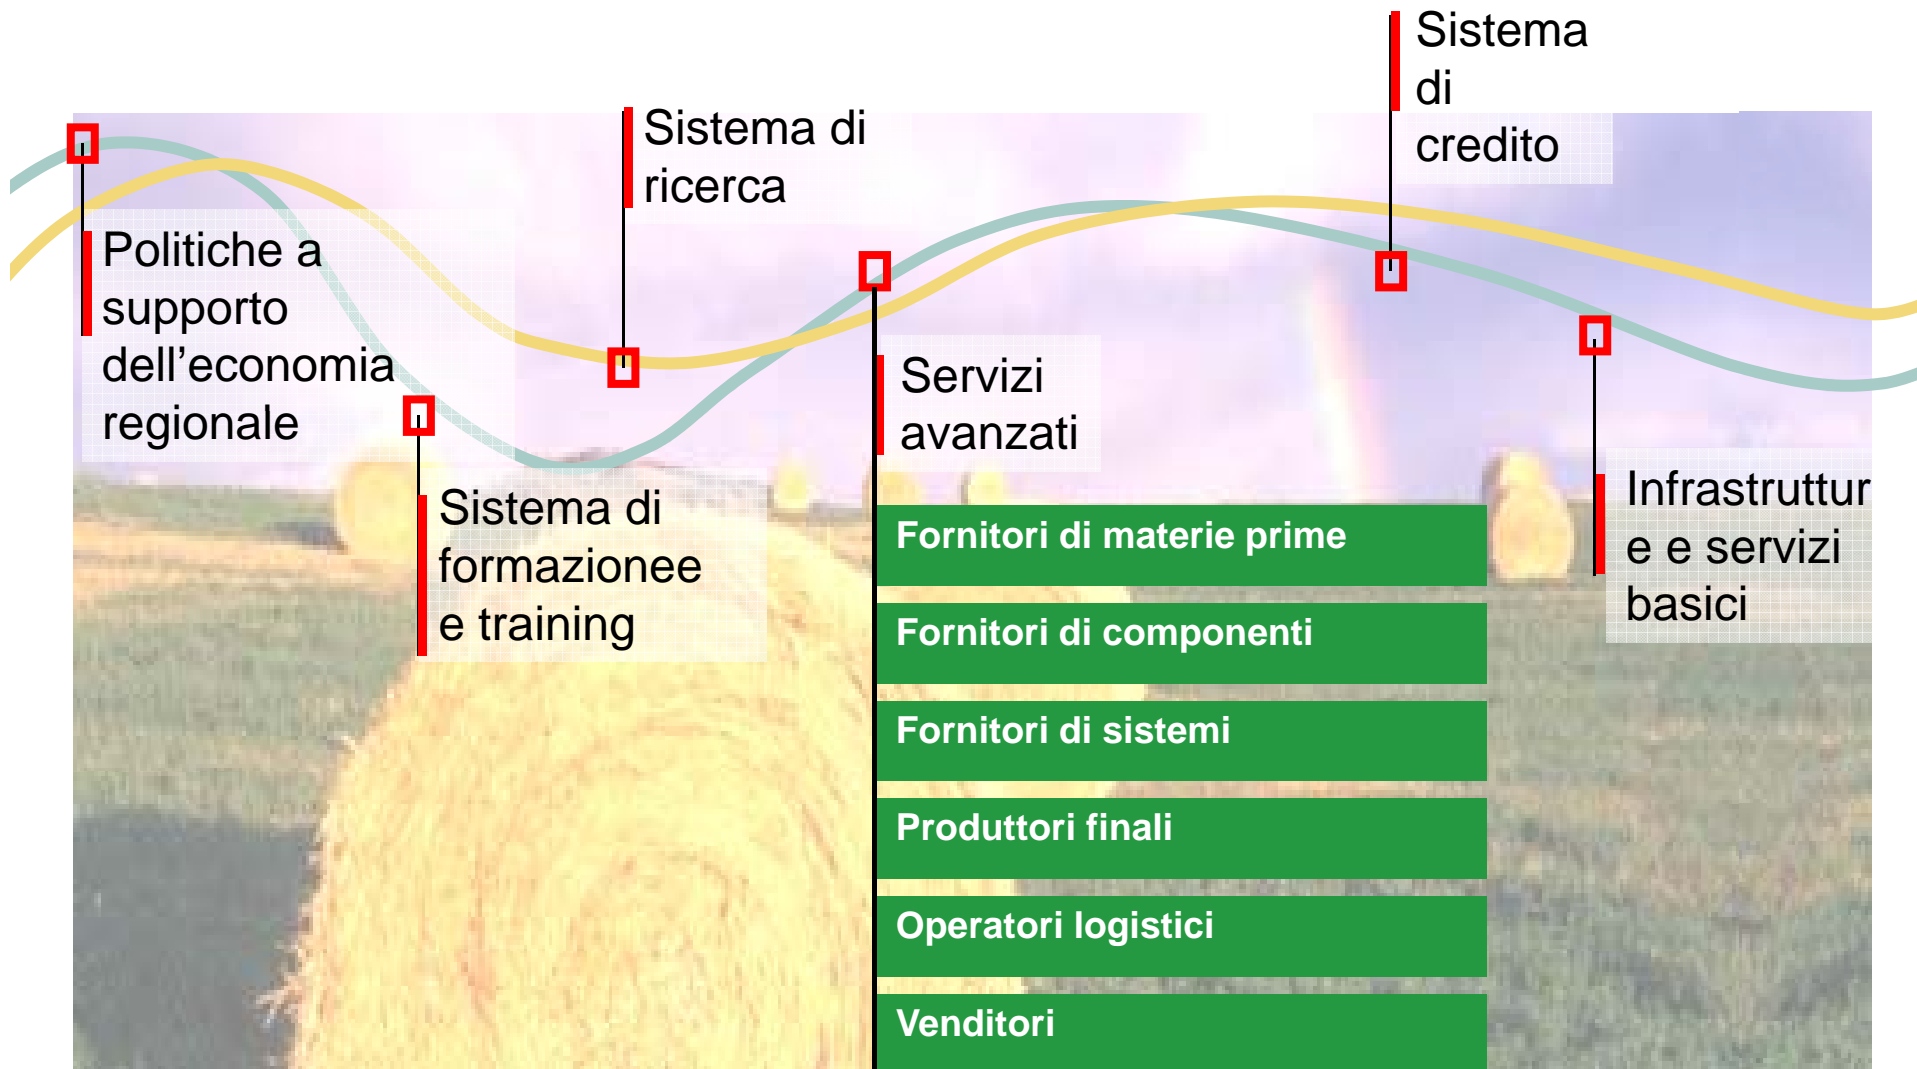 Sistema
di
credito
Sistema di
ricerca
Politiche a
supporto
dell’economia
regionale
Servizi
avanzati
Sistema di
formazionee
e training
Infrastruttur
e e servizi
basici
Fornitori di materie prime
Fornitori di componenti
Fornitori di sistemi
Produttori finali
Operatori logistici
Venditori